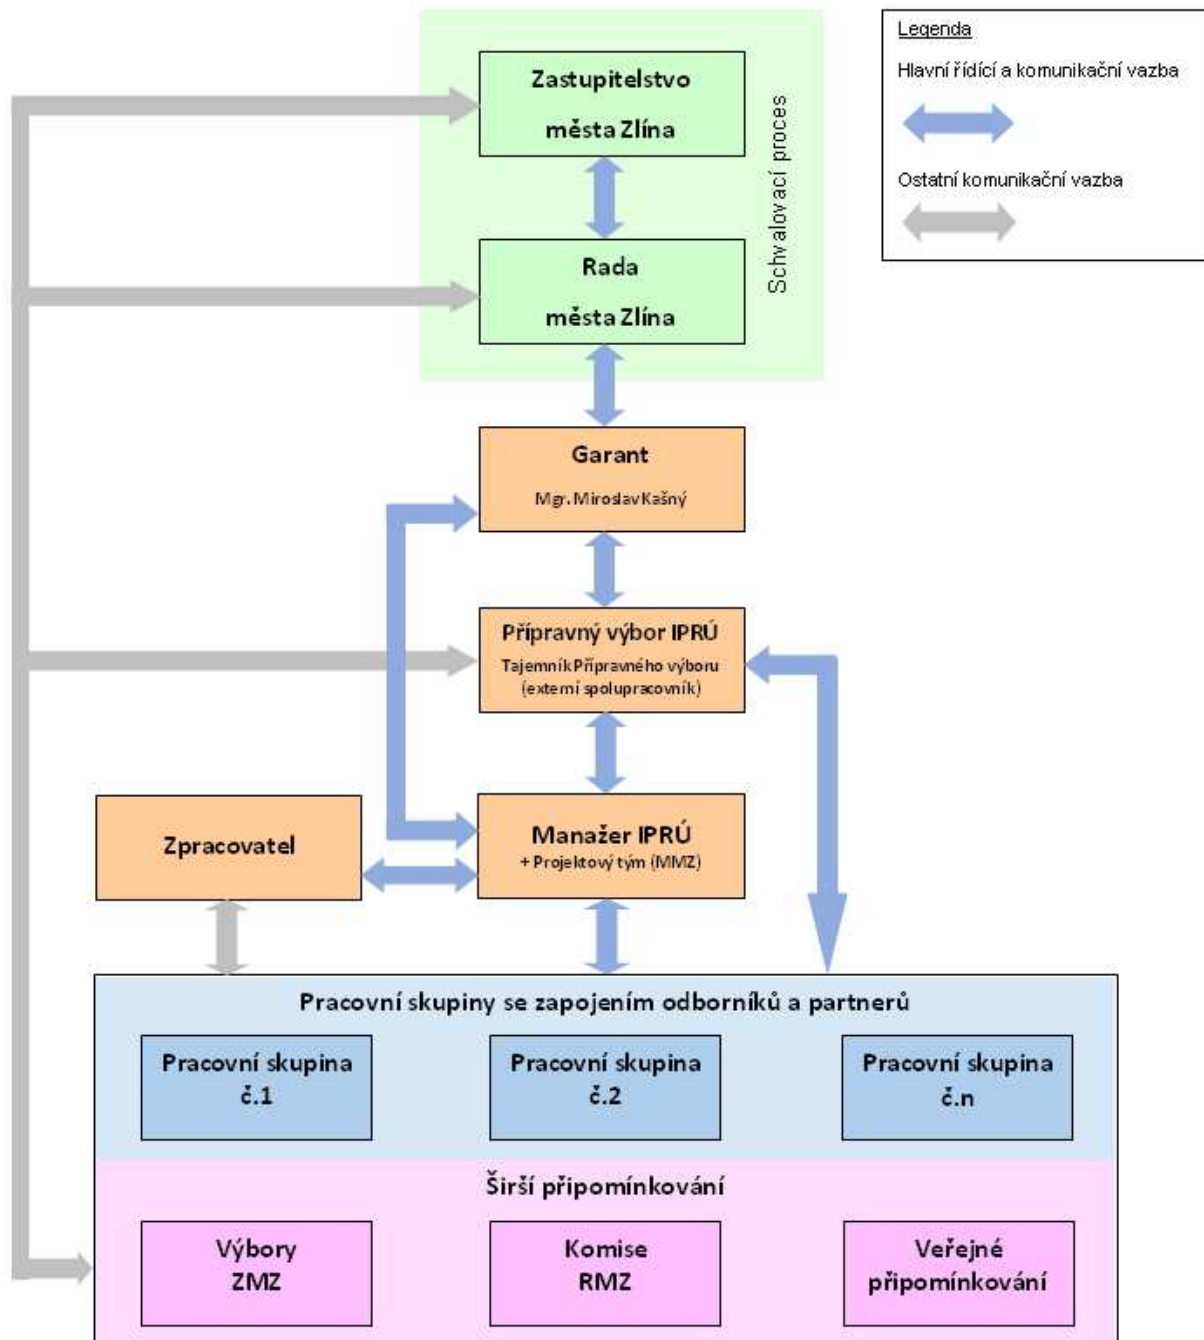 Legenda
Hlavní řídící a komunikační vazba
Ostatní komunikační vazba
Zastupitelstvo
města Zlína
Schvalovací proces
Rada
města Zlína
Garant
Mgr. Miroslav Kašný
Přípravný výbor IPRÚ
Tajemník Přípravného výboru
(externí spolupracovník)
Zpracovatel
Manažer IPRÚ
+ Projektový tým (MMZ)
Pracovní skupiny se zapojením odborníků a partnerů
Pracovní skupina
č.1
Pracovní skupina
č.2
Pracovní skupina
č.n
Širší připomínkování
Výbory
ZMZ
Komise
RMZ
Veřejné
připomínkování